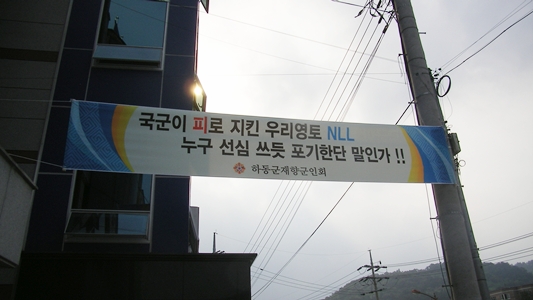 국군이 피로 지킨 우리영토 NLL
누구 선심 쓰듯 포기한단 말인가 !!
하동군재향군인회